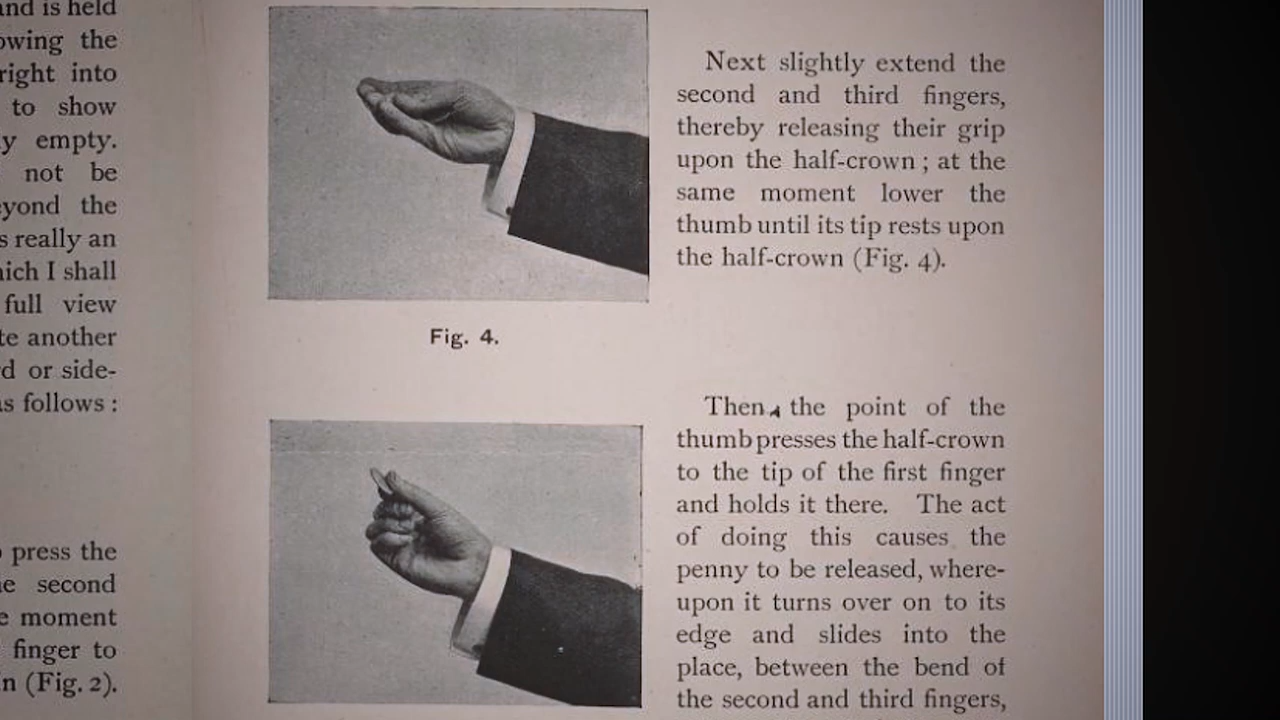 and is held
owing the
right into
to show
y empty.
not be
eyond the
s really an
hich I shall
full view
te another
d or side-
as follows :
press the
second
e moment
finger to
n (Fig. 2).
Fig. 4.
Next slightly extend the
second and third fingers,
thereby releasing their grip
upon the half-crown ; at the
same moment lower the
thumb until its tip rests upon
the half-crown (Fig. 4).
Then, the point of the
thumb presses the half-crown
to the tip of the first finger
and holds it there. The act
of doing this causes the
penny to be released, where-
upon it turns over on to its
edge and slides into the
place, between the bend of
the second and third fingers,